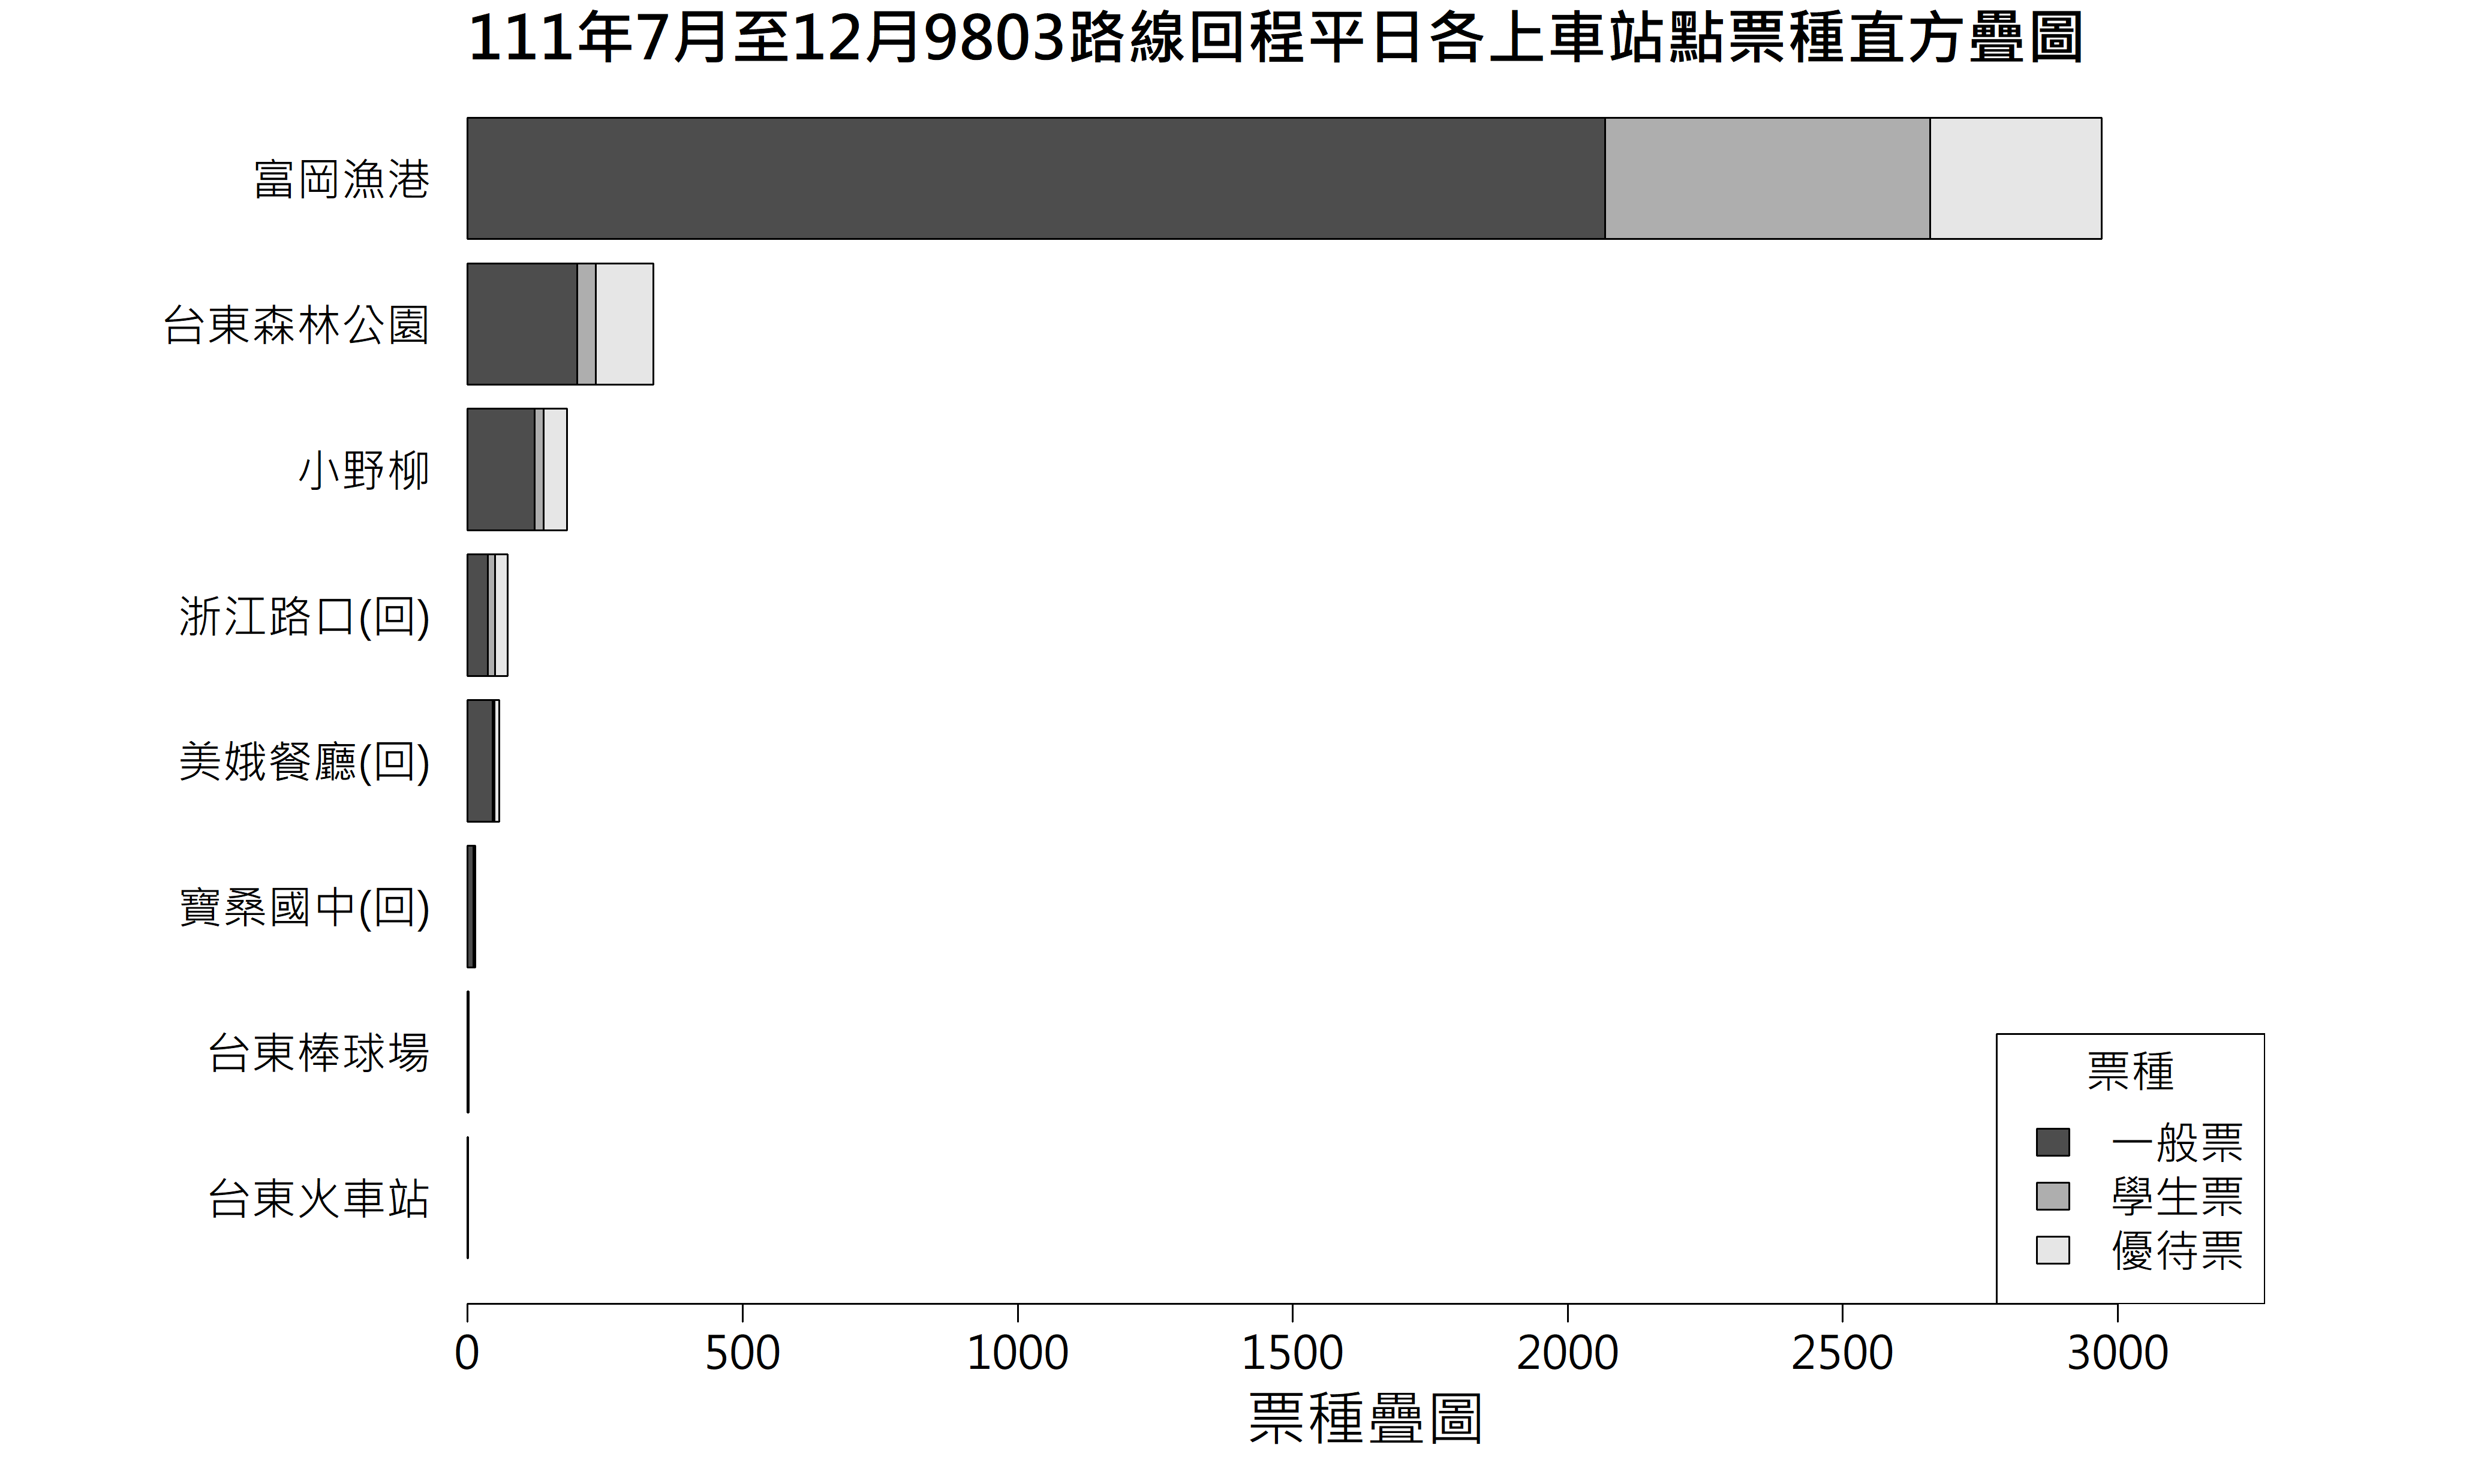 111年7月至12月9803路線回程平日各上車站點票種直方疊圖
富岡漁港
台東森林公園
小野柳
浙江路口(回)
美娥餐廳(回)
寶桑國中(回)
台東棒球場
台東火車站
票種
一般票
學生票
優待票
0 500 1000 1500 2000 2500 3000
票種疊圖